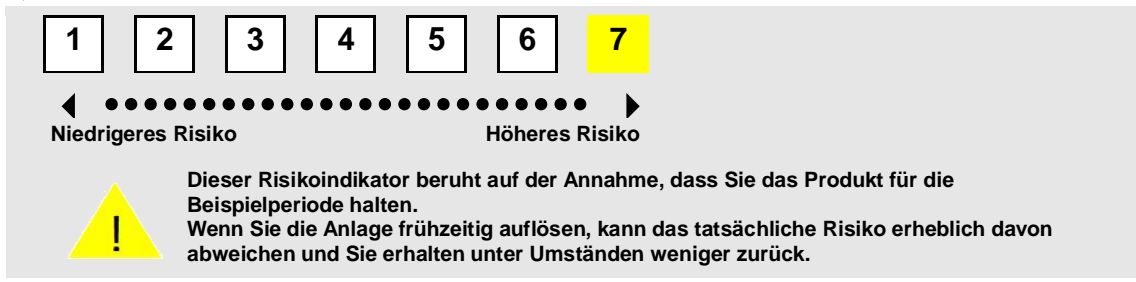 1 2 3 4 5 6 7
Niedrigeres Risiko Höheres Risiko
!
Dieser Risikoindikator beruht auf der Annahme, dass Sie das Produkt für die
Beispielperiode halten.
Wenn Sie die Anlage frühzeitig auflösen, kann das tatsächliche Risiko erheblich davon
abweichen und Sie erhalten unter Umständen weniger zurück.